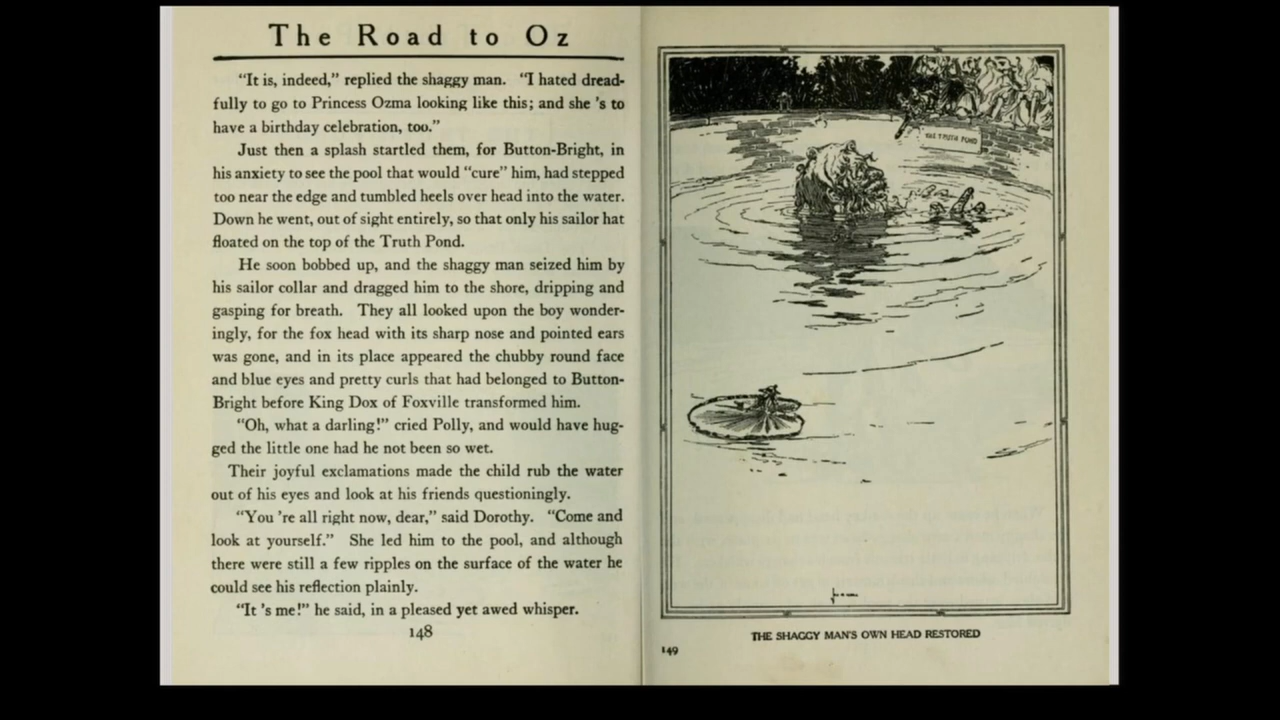 The Road to Oz
“It is, indeed,” replied the shaggy man. “I hated dread-
fully to go to Princess Ozma looking like this; and she 's to
have a birthday celebration, too.”
Just then a splash startled them, for Button-Bright, in
his anxiety to see the pool that would “cure” him, had stepped
too near the edge and tumbled heels over head into the water.
Down he went, out of sight entirely, so that only his sailor hat
floated on the top of the Truth Pond.
He soon bobbed up, and the shaggy man seized him by
his sailor collar and dragged him to the shore, dripping and
gasping for breath. They all looked upon the boy wonder-
ingly, for the fox head with its sharp nose and pointed ears
was gone, and in its place appeared the chubby round face
and blue eyes and pretty curls that had belonged to Button-
Bright before King Dox of Foxville transformed him.
“Oh, what a darling!” cried Polly, and would have hug-
ged the little one had he not been so wet.
Their joyful exclamations made the child rub the water
out of his eyes and look at his friends questioningly.
“You 're all right now, dear,” said Dorothy. “Come and
look at yourself.” She led him to the pool, and although
there were still a few ripples on the surface of the water he
could see his reflection plainly.
“It 's me!” he said, in a pleased yet awed whisper.
148
THE TRUTH POND
THE SHAGGY MAN'S OWN HEAD RESTORED
149